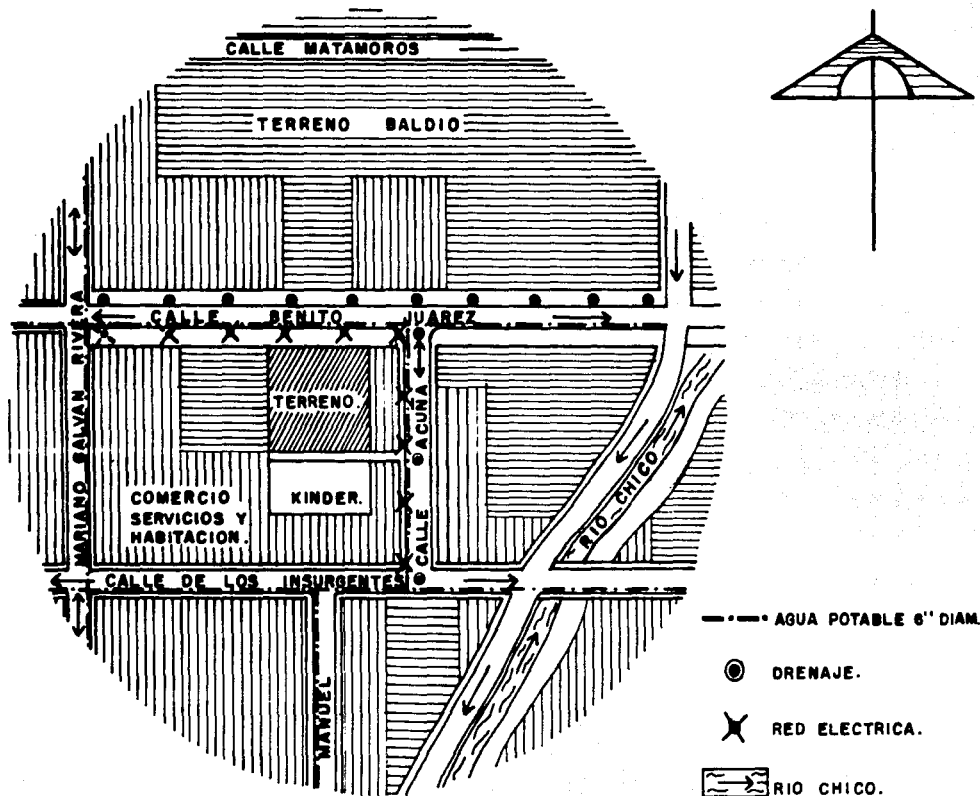 CALLE MATAMOROS
TERRENO BALDIO
MARIANO GALVAN RIVERA
CALLE BENITO JUAREZ
TERRENO
CALLE ACUÑA
COMERCIO
SERVICIOS Y
HABITACION.
KINDER.
RIO CHICO
CALLE DE LOS INSURGENTES
MANUEL
AGUA POTABLE 6" DIAM
DRENAJE.
RED ELECTRICA.
RIO CHICO.